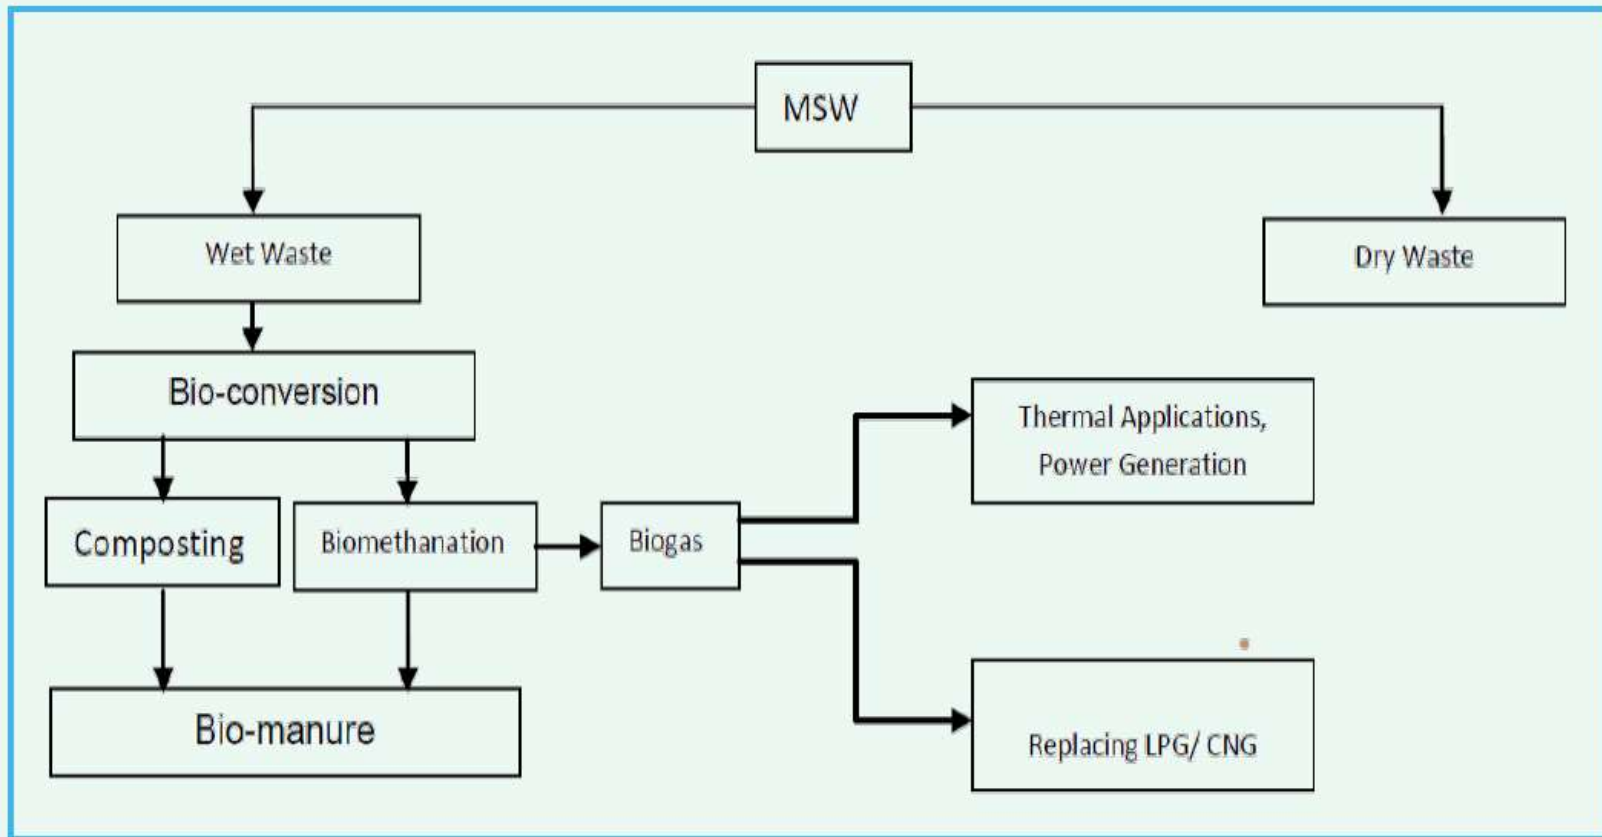 MSW
Wet Waste
Dry Waste
Bio-conversion
Thermal Applications,
Power Generation
Composting
Biomethanation
Biogas
Bio-manure
Replacing LPG/ CNG